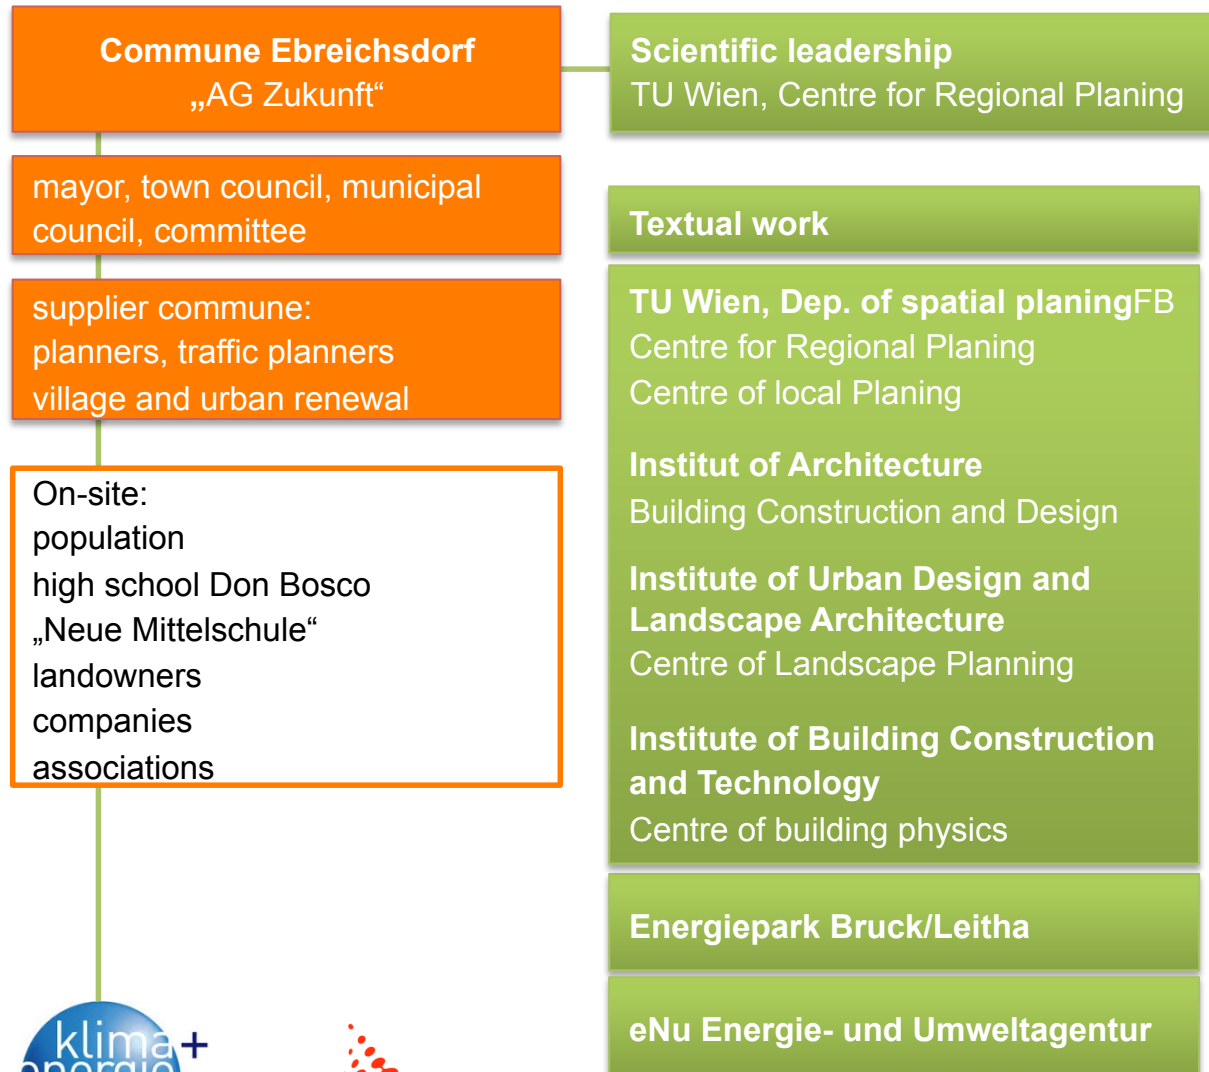 Commune Ebreichsdorf
„AG Zukunft“
mayor, town council, municipal
council, committee
supplier commune:
planners, traffic planners
village and urban renewal
On-site:
population
high school Don Bosco
„Neue Mittelschule“
landowners
companies
associations
klima+
energie
Scientific leadership
TU Wien, Centre for Regional Planing
Textual work
TU Wien, Dep. of spatial planingFB
Centre for Regional Planing
Centre of local Planing
Institut of Architecture
Building Construction and Design
Institute of Urban Design and
Landscape Architecture
Centre of Landscape Planning
Institute of Building Construction
and Technology
Centre of building physics
Energiepark Bruck/Leitha
eNu Energie- und Umweltagentur